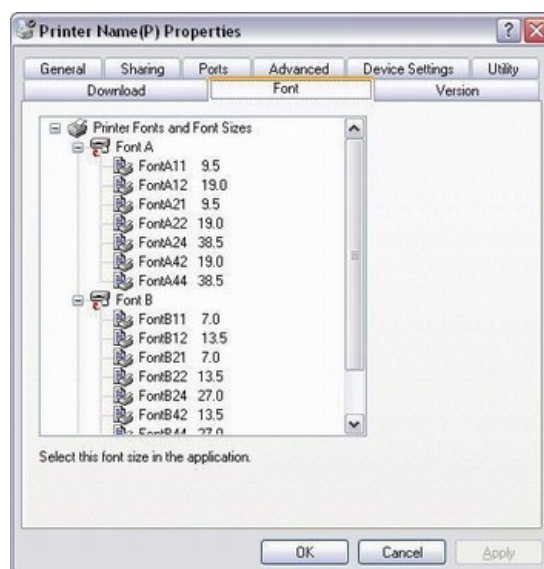 Printer Name(P) Properties
General Sharing Ports Advanced Device Settings Utility
Download Font Version
Printer Fonts and Font Sizes
Font A
FontA11 9.5
FontA12 19.0
FontA21 9.5
FontA22 19.0
FontA24 38.5
FontA42 19.0
FontA44 38.5
Font B
FontB11 7.0
FontB12 13.5
FontB21 7.0
FontB22 13.5
FontB24 27.0
FontB42 13.5
FontB44 27.0
Select this font size in the application.
OK Cancel Apply